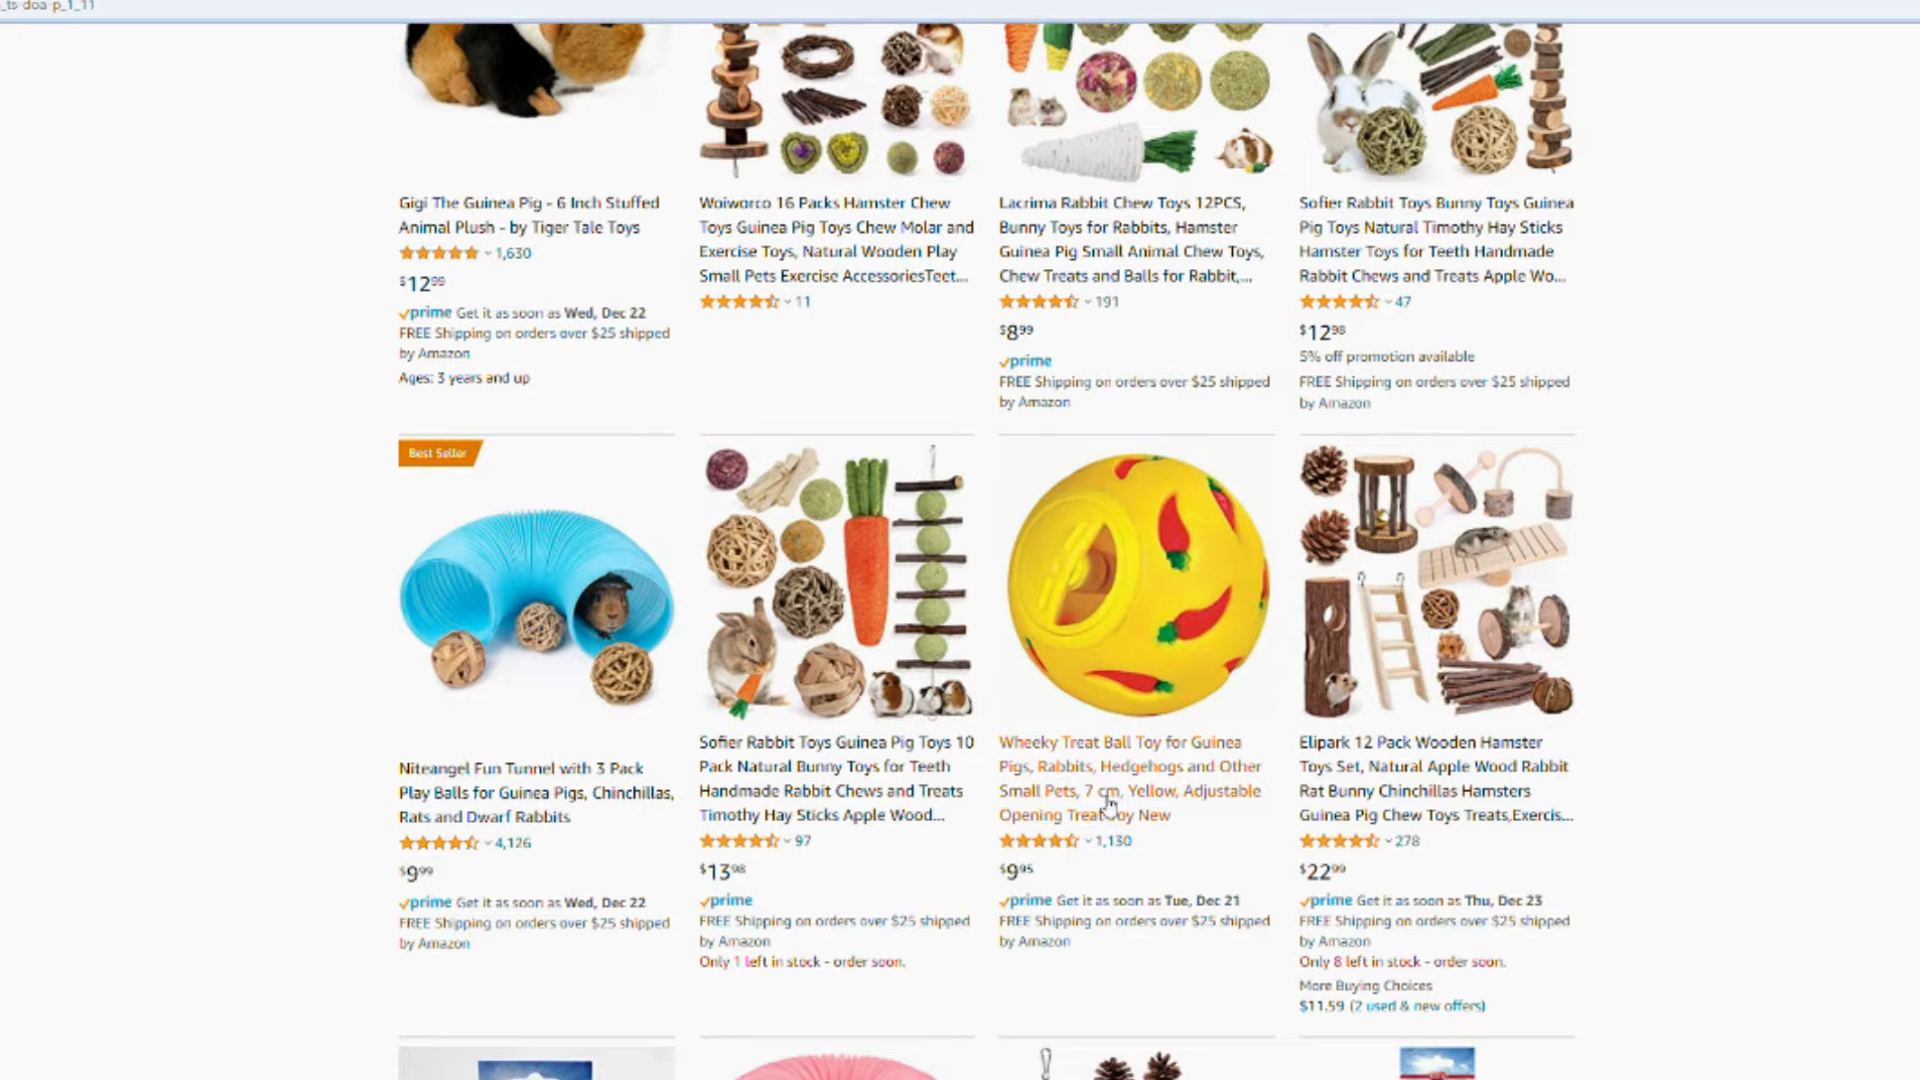 _ts-doa-p_1_11
Gigi The Guinea Pig - 6 Inch Stuffed
Animal Plush - by Tiger Tale Toys
1,630
$12⁹⁹
prime Get it as soon as Wed, Dec 22
FREE Shipping on orders over $25 shipped
by Amazon
Ages: 3 years and up
Woiworco 16 Packs Hamster Chew
Toys Guinea Pig Toys Chew Molar and
Exercise Toys, Natural Wooden Play
Small Pets Exercise AccessoriesTeet...
11
Lacrima Rabbit Chew Toys 12PCS,
Bunny Toys for Rabbits, Hamster
Guinea Pig Small Animal Chew Toys,
Chew Treats and Balls for Rabbit,...
191
$8⁹⁹
prime
FREE Shipping on orders over $25 shipped
by Amazon
Sofier Rabbit Toys Bunny Toys Guinea
Pig Toys Natural Timothy Hay Sticks
Hamster Toys for Teeth Handmade
Rabbit Chews and Treats Apple Wo...
47
$12⁹⁸
5% off promotion available
FREE Shipping on orders over $25 shipped
by Amazon
Best Seller
Niteangel Fun Tunnel with 3 Pack
Play Balls for Guinea Pigs, Chinchillas,
Rats and Dwarf Rabbits
4,126
$9⁹⁹
prime Get it as soon as Wed, Dec 22
FREE Shipping on orders over $25 shipped
by Amazon
Sofier Rabbit Toys Guinea Pig Toys 10
Pack Natural Bunny Toys for Teeth
Handmade Rabbit Chews and Treats
Timothy Hay Sticks Apple Wood...
97
$13⁹⁸
prime
FREE Shipping on orders over $25 shipped
by Amazon
Only 1 left in stock - order soon.
Wheeky Treat Ball Toy for Guinea
Pigs, Rabbits, Hedgehogs and Other
Small Pets, 7 cm, Yellow, Adjustable
Opening Treat Toy New
1,130
$9⁹⁵
prime Get it as soon as Tue, Dec 21
FREE Shipping on orders over $25 shipped
by Amazon
Elipark 12 Pack Wooden Hamster
Toys Set, Natural Apple Wood Rabbit
Rat Bunny Chinchillas Hamsters
Guinea Pig Chew Toys Treats,Exercis...
278
$22⁹⁹
prime Get it as soon as Thu, Dec 23
FREE Shipping on orders over $25 shipped
by Amazon
Only 8 left in stock - order soon.
More Buying Choices
$11.59 (2 used & new offers)